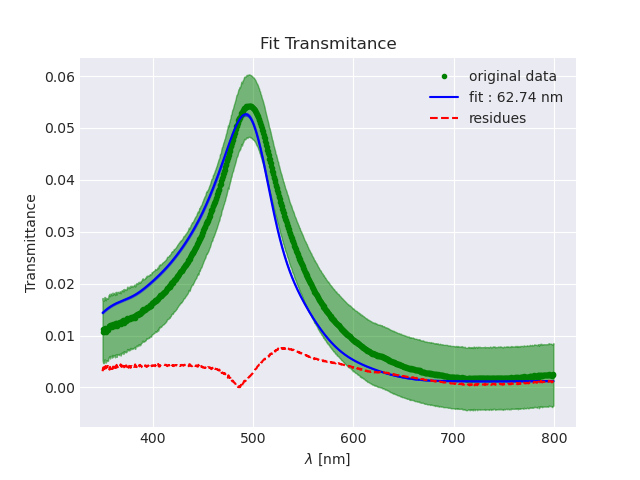 Fit Transmitance
original data
fit : 62.74 nm
residues
Transmittance
0.06
0.05
0.04
0.03
0.02
0.01
0.00
400 500 600 700 800
λ [nm]